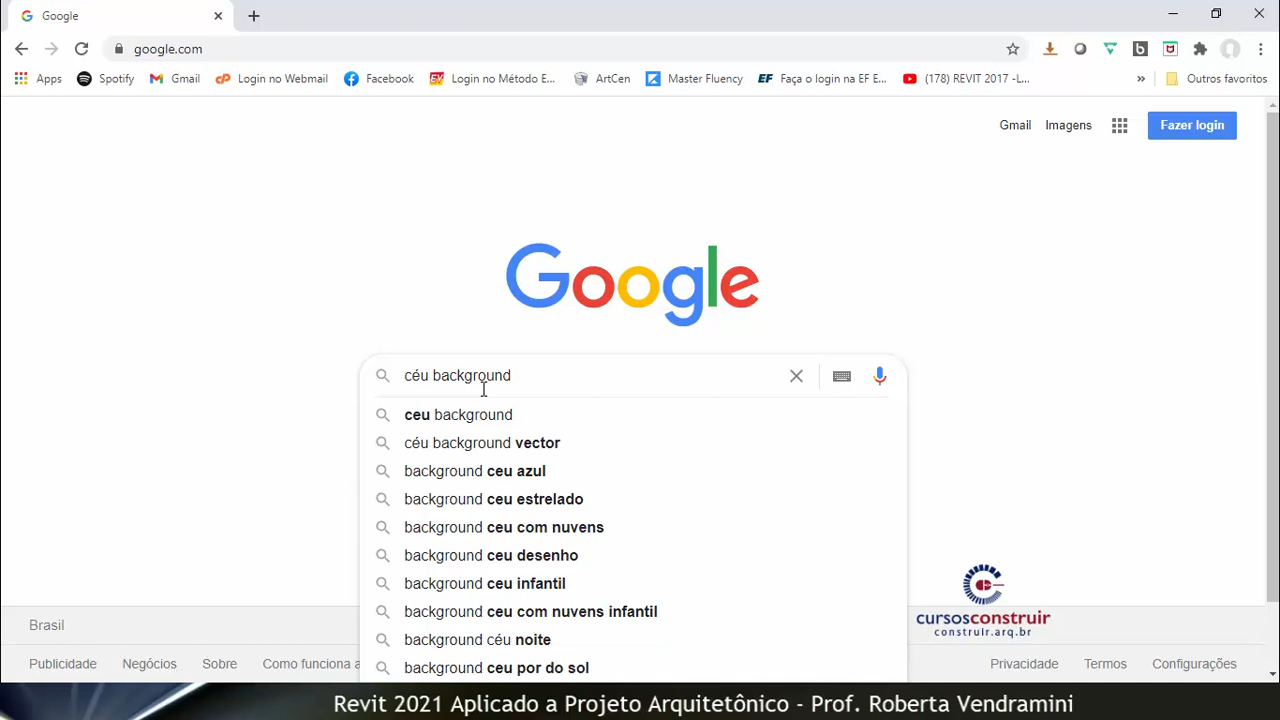 Google
google.com
Apps Spotify Gmail Login no Webmail Facebook Login no Método E... ArtCen Master Fluency EF Faça o login na EF E... (178) REVIT 2017 -L... » Outros favoritos
Gmail Imagens Fazer login
Google
céu background
ceu background
céu background vector
background ceu azul
background ceu estrelado
background ceu com nuvens
background ceu desenho
background ceu infantil
background ceu com nuvens infantil
background céu noite
background ceu por do sol
cursosconstruir
construir.arq.br
Brasil
Publicidade Negócios Sobre Como funciona a Privacidade Termos Configurações
Revit 2021 Aplicado a Projeto Arquitetônico - Prof. Roberta Vendramini